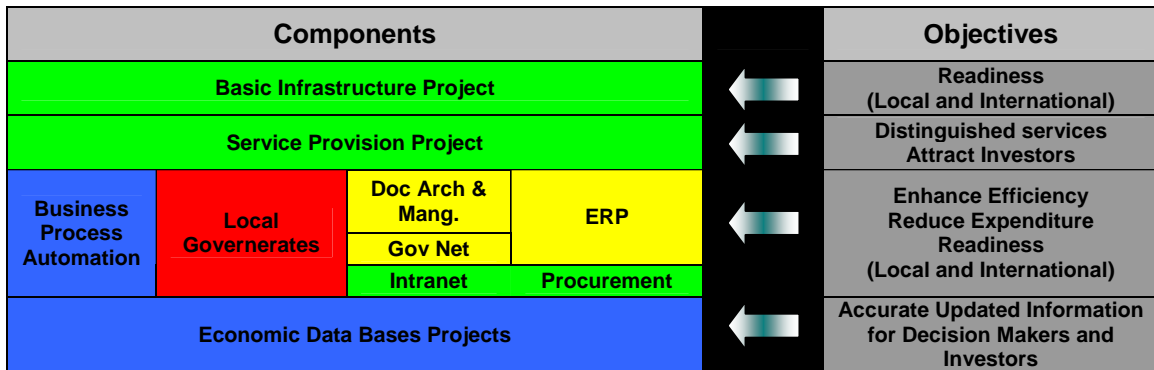 Components
Objectives
Basic Infrastructure Project
Readiness
(Local and International)
Service Provision Project
Distinguished services
Attract Investors
Business
Process
Automation
Local
Governerates
Doc Arch &
Mang.
Gov Net
Intranet
ERP
Procurement
Enhance Efficiency
Reduce Expenditure
Readiness
(Local and International)
Economic Data Bases Projects
Accurate Updated Information
for Decision Makers and
Investors